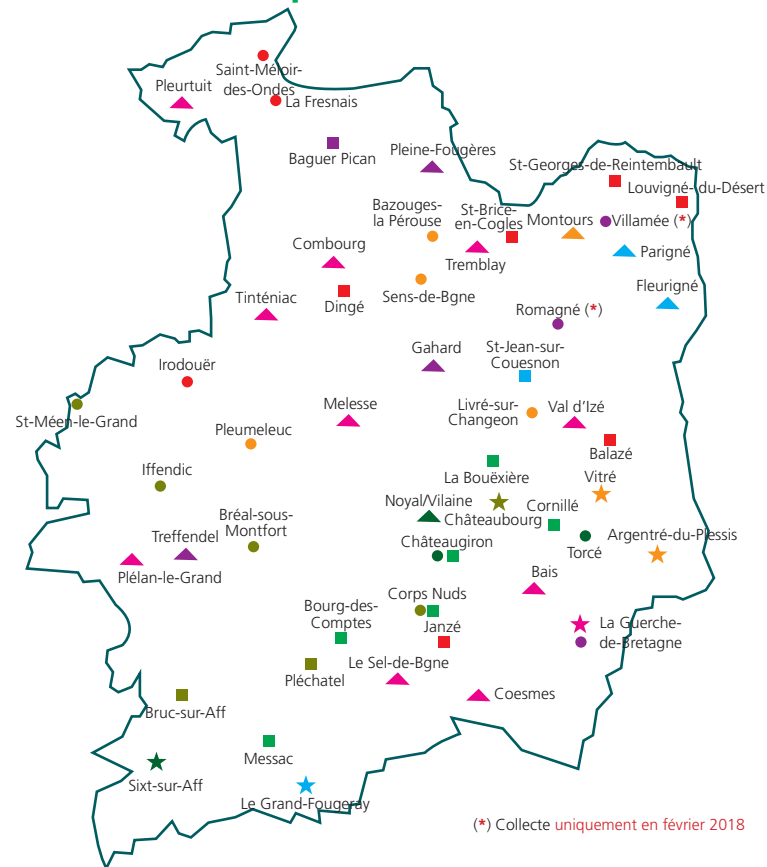 Saint-Méloir-
des-Ondes
Pleurtuit
La Fresnais
Baguer Pican
Pleine-Fougères
St-Georges-de-Reintembault
Louvigné-du-Désert
Bazouges-
la Pérouse
St-Brice-
en-Cogles
Montours
Villamée (*)
Combourg
Tremblay
Parigné
Tinténiac
Dingé
Sens-de-Bgne
Fleurigné
Romagné (*)
Gahard
St-Jean-sur-
Couesnon
Irodouër
St-Méen-le-Grand
Melesse
Livré-sur-
Changeon
Val d'Izé
Pleumeleuc
Balazé
Iffendic
La Bouëxière
Vitré
Noyal/Vilaine
Cornillé
Bréal-sous-
Montfort
Châteaubourg
Treffendel
Châteaugiron
Torcé
Argentré-du-Plessis
Plélan-le-Grand
Bais
Corps Nuds
Bourg-des-
Comptes
Janzé
La Guerche-
de-Bretagne
Pléchatel
Le Sel-de-Bgne
Coesmes
Bruc-sur-Aff
Messac
Sixt-sur-Aff
Le Grand-Fougeray
(*) Collecte uniquement en février 2018